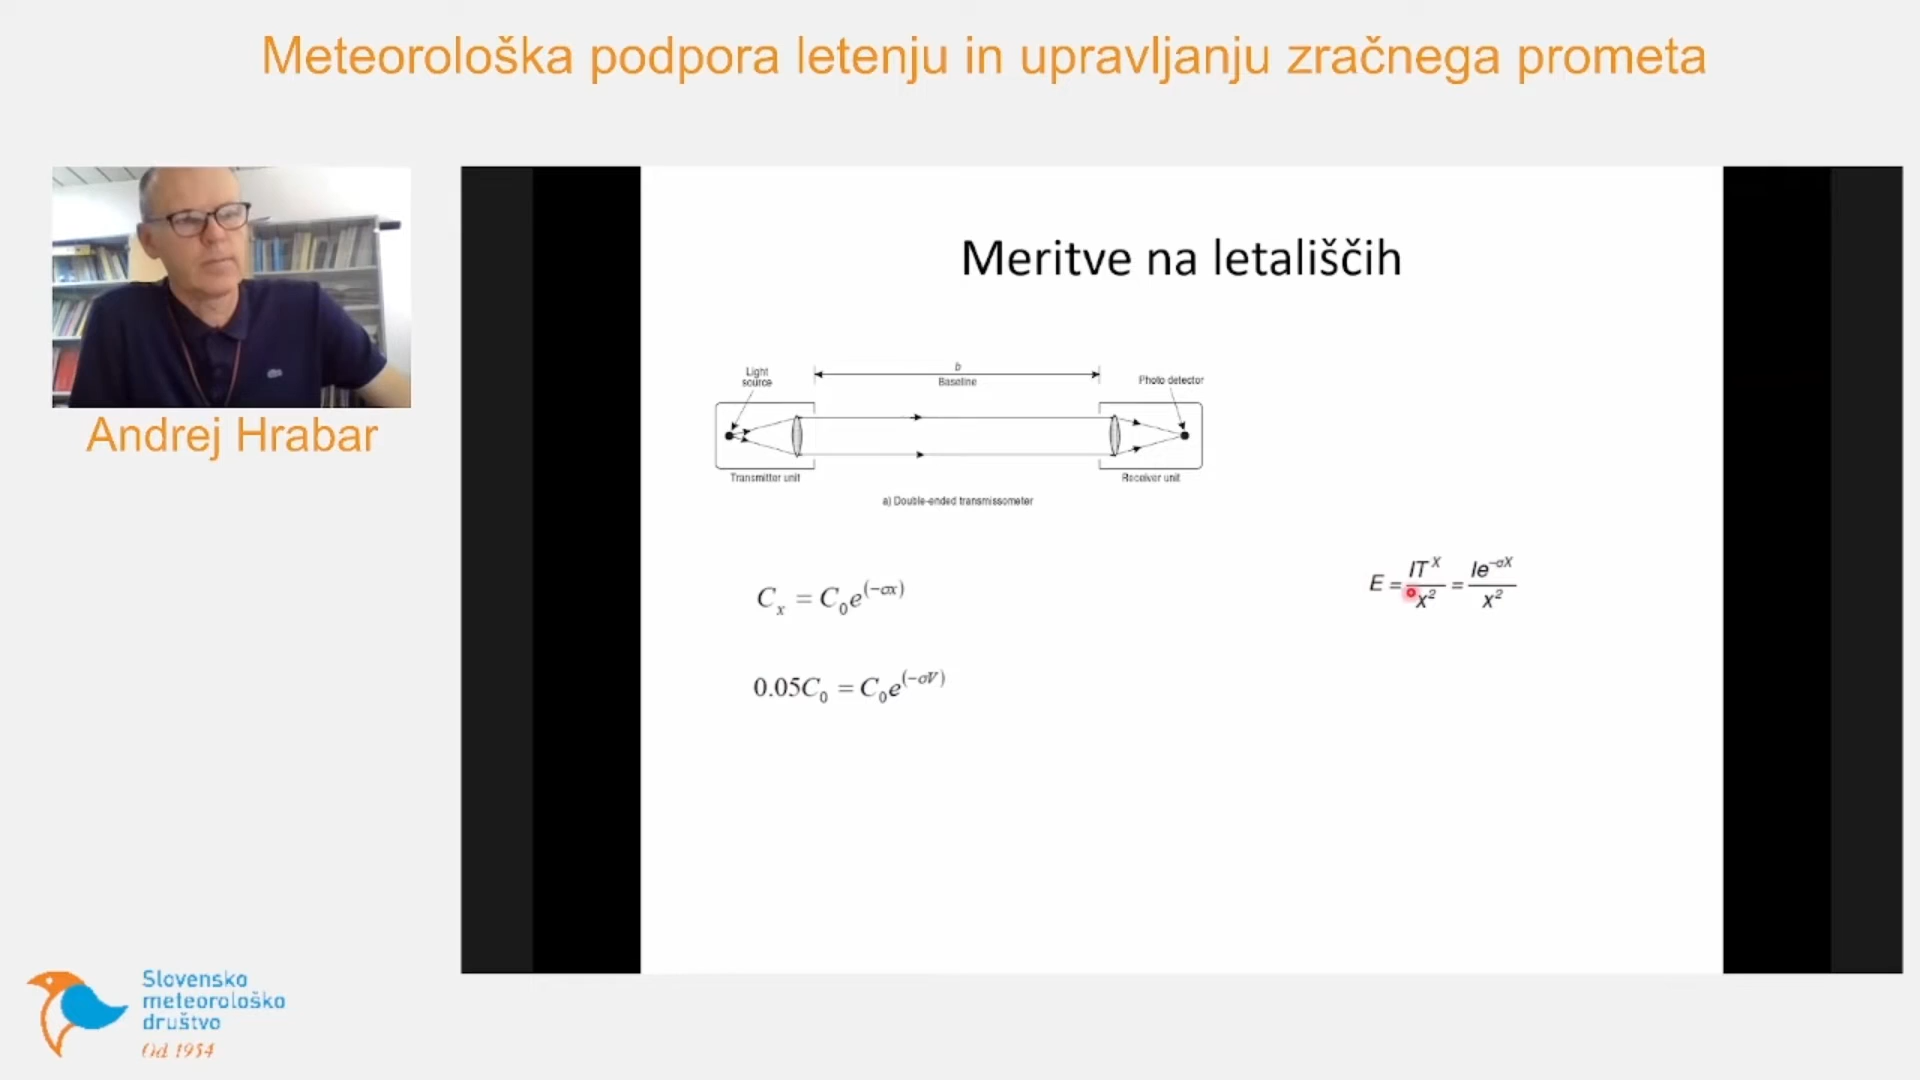 Meteorološka podpora letenju in upravljanju zračnega prometa
Andrej Hrabar
Meritve na letališčih
Light
source
b
Baseline
Photo detector
Transmitter unit
Receiver unit
a) Double-ended transmissometer
Cₓ = C₀e^(−σx)
0.05C₀ = C₀e^(−σV)
E = IT^X / x² = Ie^−σX / x²
Slovensko
meteorološko
društvo
Od 1954